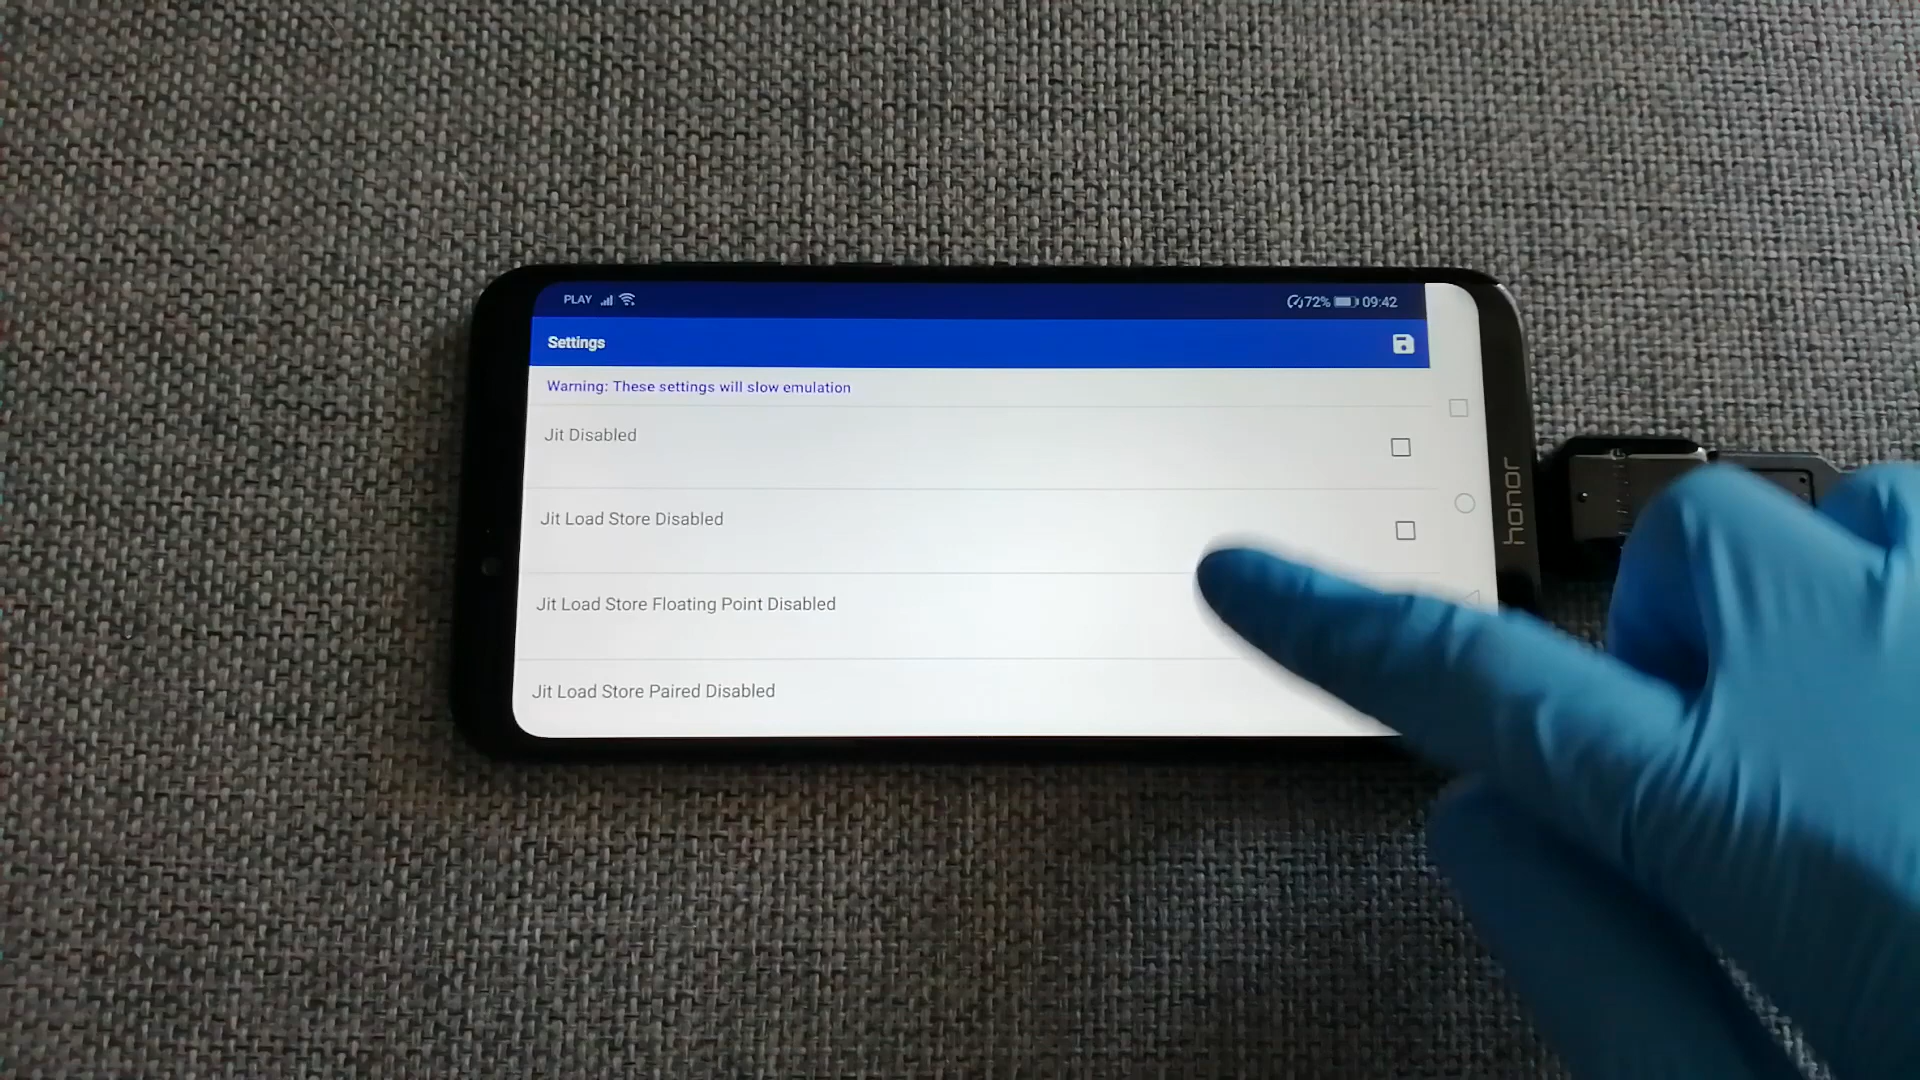 PLAY
72% 09:42
Settings
Warning: These settings will slow emulation
Jit Disabled
Jit Load Store Disabled
Jit Load Store Floating Point Disabled
Jit Load Store Paired Disabled
honor